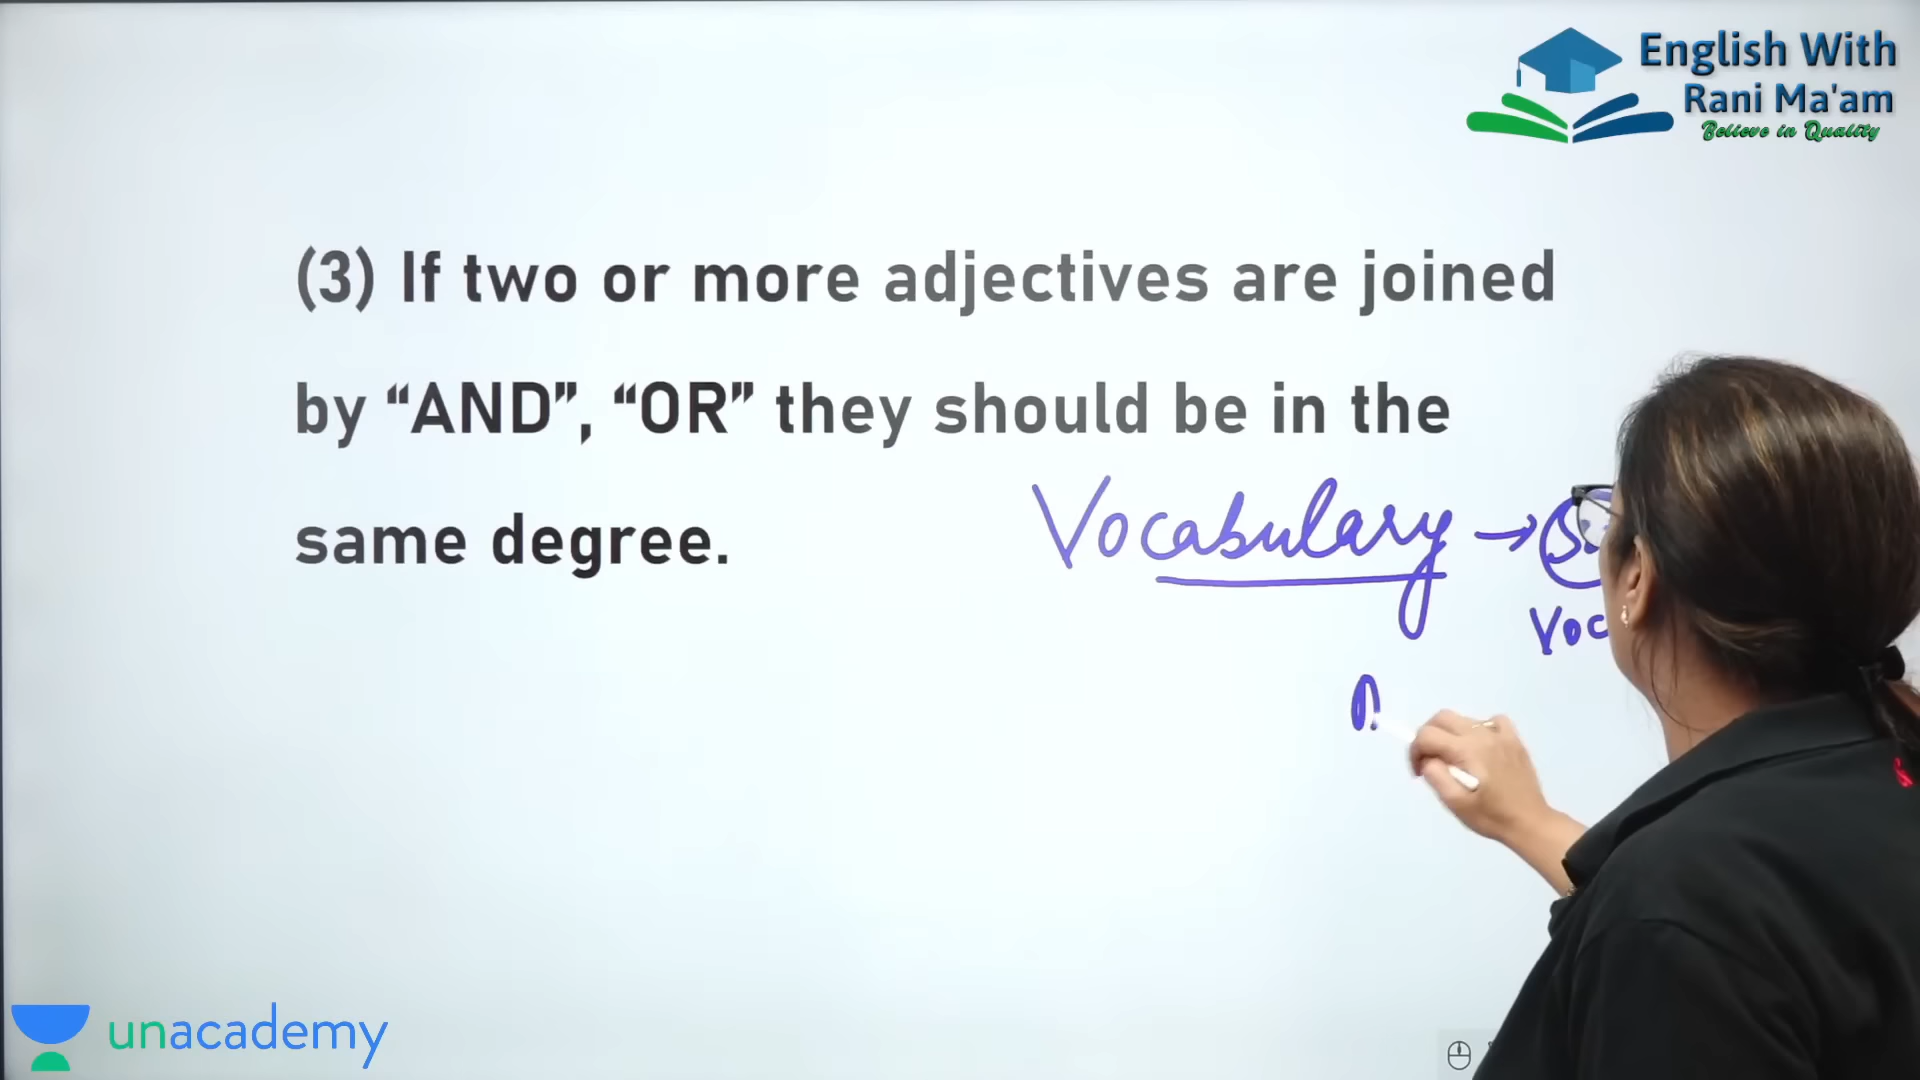 English With
Rani Ma'am
Believe in Quality
(3) If two or more adjectives are joined
by “AND”, “OR” they should be in the
same degree.
Vocabulary →
Voc
unacademy